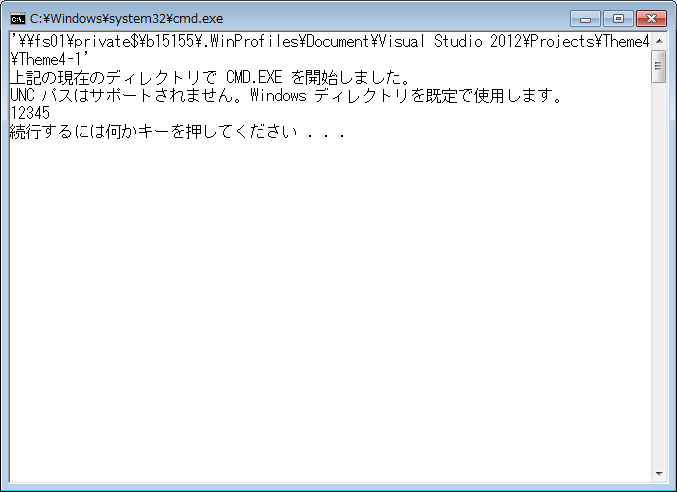 C:¥Windows¥system32¥cmd.exe
'¥¥fs01¥private$¥b15155¥.WinProfiles¥Document¥Visual Studio 2012¥Projects¥Theme4
¥Theme4-1'
上記の現在のディレクトリで CMD.EXE を開始しました。
UNC パスはサポートされません。Windows ディレクトリを既定で使用します。
12345
続行するには何かキーを押してください . . .